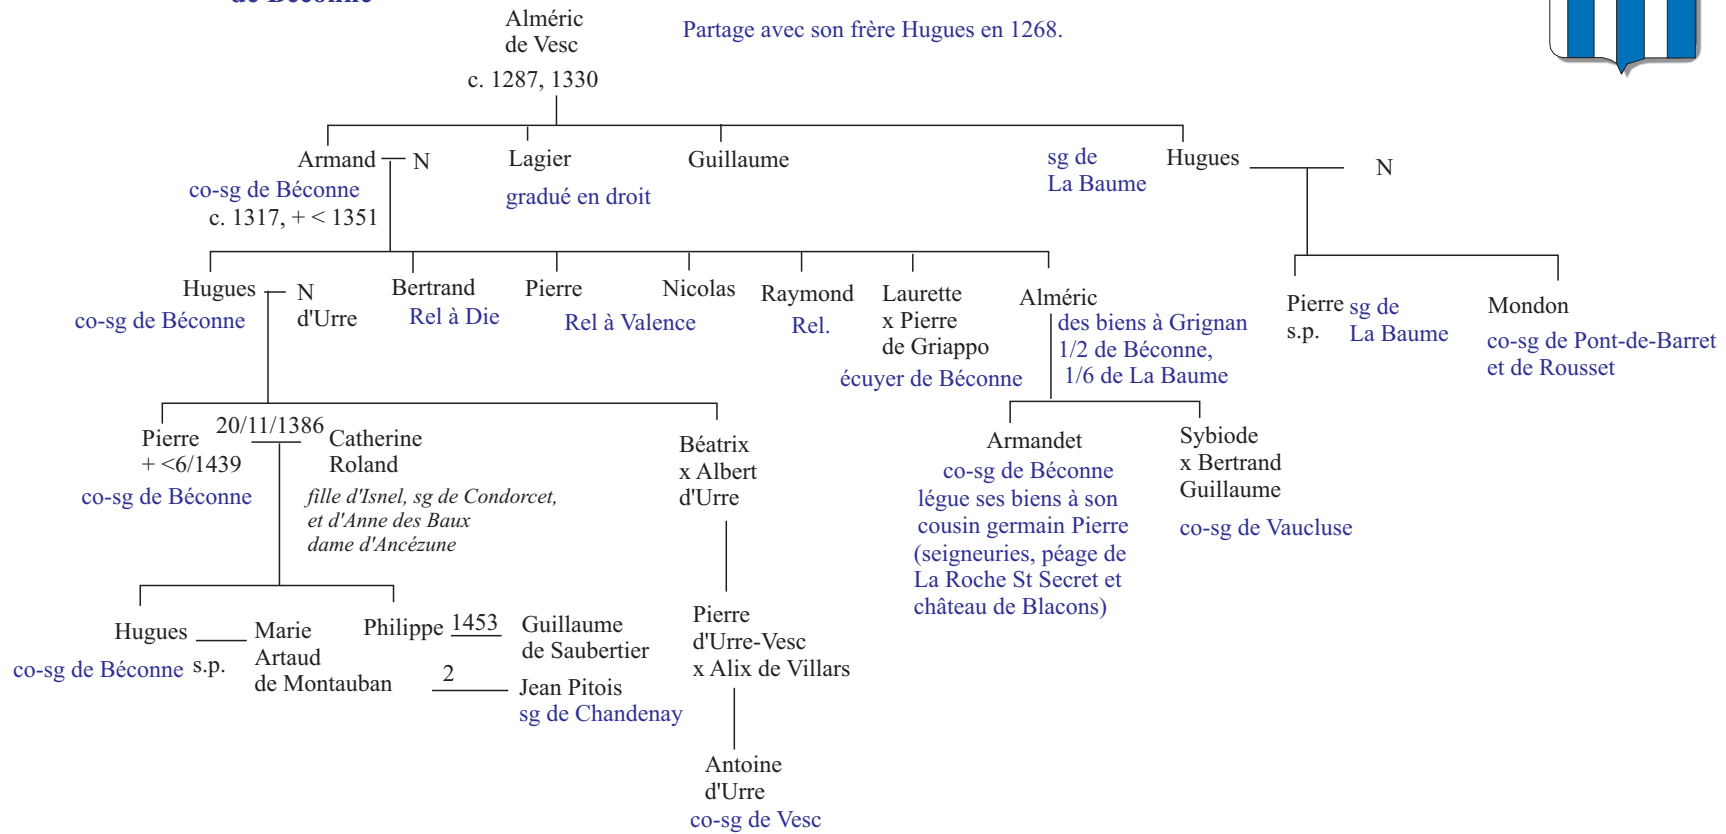 de Béconne
Alméric
de Vesc
c. 1287, 1330
Partage avec son frère Hugues en 1268.
Armand
N
co-sg de Béconne
c. 1317, + < 1351
Lagier
gradué en droit
Guillaume
sg de
La Baume
Hugues
N
Hugues
N
d'Urre
co-sg de Béconne
Bertrand
Rel à Die
Pierre
Rel à Valence
Nicolas
Raymond
Rel.
Laurette
x Pierre
de Griappo
écuyer de Béconne
Alméric
des biens à Grignan
1/2 de Béconne,
1/6 de La Baume
Pierre
s.p.
sg de
La Baume
Mondon
co-sg de Pont-de-Barret
et de Rousset
Pierre
+ <6/1439
co-sg de Béconne
20/11/1386
Catherine
Roland
fille d'Isnel, sg de Condorcet,
et d'Anne des Baux
dame d'Ancézune
Béatrix
x Albert
d'Urre
Armandet
co-sg de Béconne
légue ses biens à son
cousin germain Pierre
(seigneuries, péage de
La Roche St Secret et
château de Blacons)
Sybiode
x Bertrand
Guillaume
co-sg de Vaucluse
Hugues
co-sg de Béconne
s.p.
Marie
Artaud
de Montauban
Philippe
1453
Guillaume
de Saubertier
2
Jean Pitois
sg de Chandenay
Pierre
d'Urre-Vesc
x Alix de Villars
Antoine
d'Urre
co-sg de Vesc